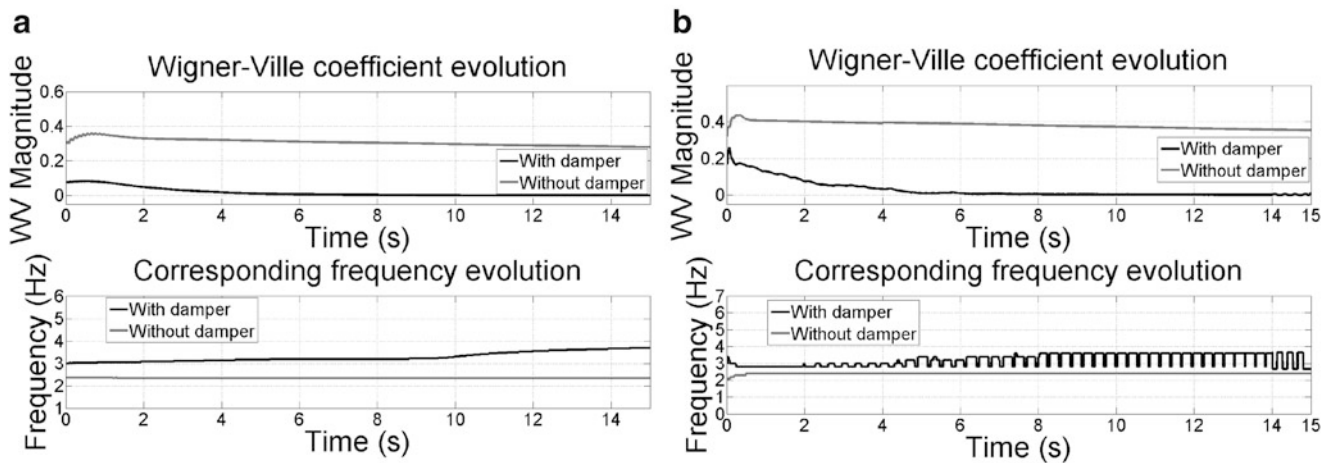 a
Wigner-Ville coefficient evolution
WV Magnitude
0.6
0.4
0.2
0
With damper
Without damper
0 2 4 6 8 10 12 14
Time (s)
Corresponding frequency evolution
Frequency (Hz)
6
5
4
3
2
1
With damper
Without damper
0 2 4 6 8 10 12 14
Time (s)
b
Wigner-Ville coefficient evolution
WV Magnitude
0.4
0.2
0
With damper
Without damper
0 2 4 6 8 10 12 14 15
Time (s)
Corresponding frequency evolution
Frequency (Hz)
7
6
5
4
3
2
1
0
With damper
Without damper
0 2 4 6 8 10 12 14 15
Time (s)